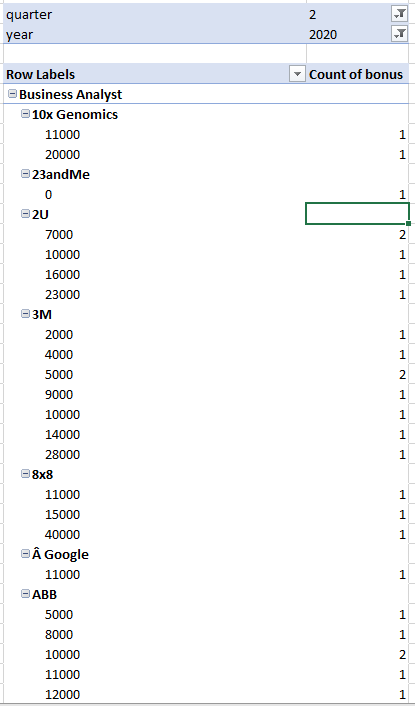 quarter 2
year 2020
Row Labels Count of bonus
Business Analyst
10x Genomics
11000 1
20000 1
23andMe
0 1
2U
7000 2
10000 1
16000 1
23000 1
3M
2000 1
4000 1
5000 2
9000 1
10000 1
14000 1
28000 1
8x8
11000 1
15000 1
40000 1
Â Google
11000 1
ABB
5000 1
8000 1
10000 2
11000 1
12000 1